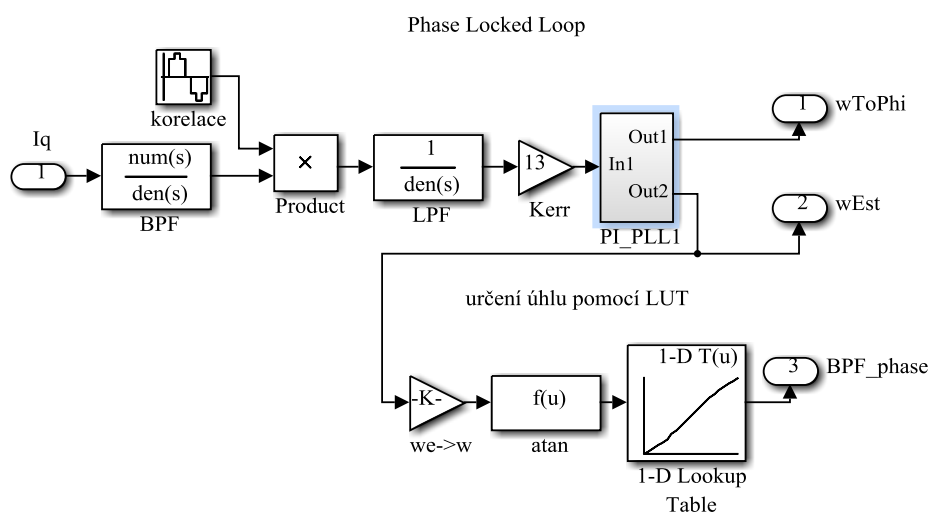 Phase Locked Loop
korelace
Iq
1
num(s)
den(s)
BPF
×
Product
1
den(s)
LPF
13
Kerr
In1
Out1
Out2
PI_PLL1
1
wToPhi
2
wEst
určení úhlu pomocí LUT
-K-
we->w
f(u)
atan
1-D T(u)
1-D Lookup
Table
3
BPF_phase